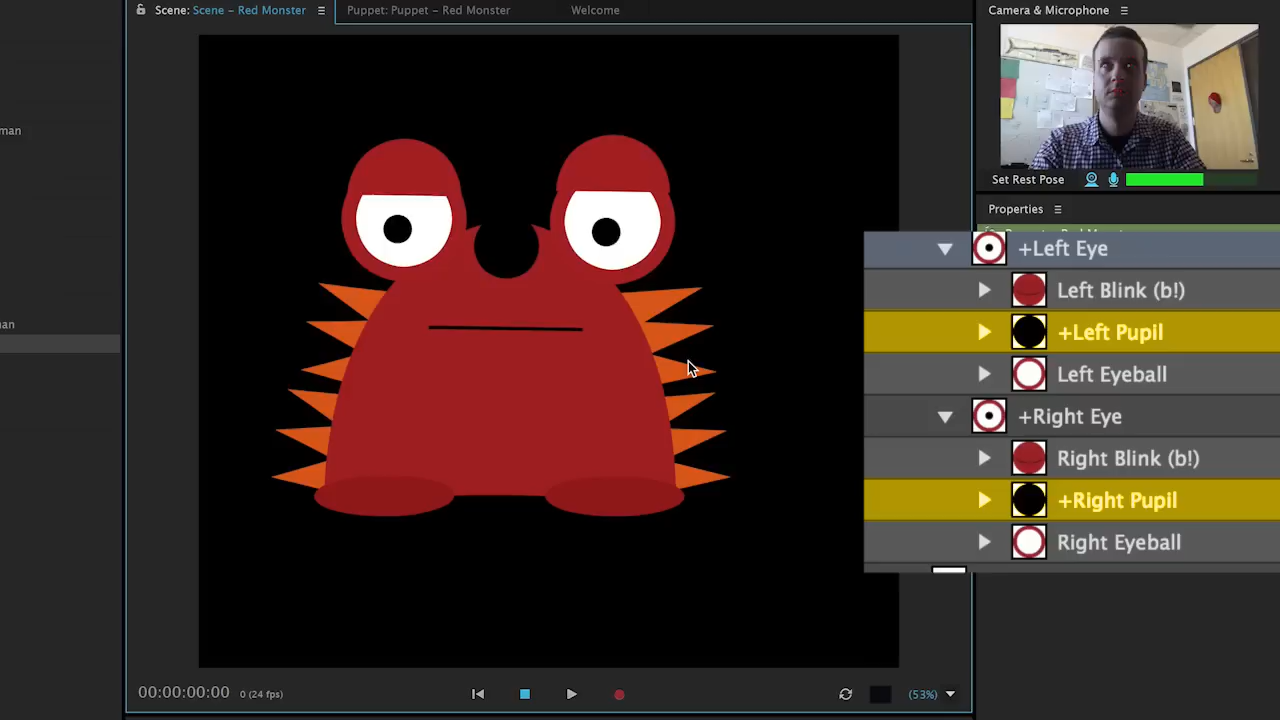 Scene: Scene – Red Monster
Puppet: Puppet – Red Monster
Welcome
Camera & Microphone
man
Set Rest Pose
Properties
+Left Eye
Left Blink (b!)
+Left Pupil
Left Eyeball
+Right Eye
Right Blink (b!)
+Right Pupil
Right Eyeball
an
00:00:00:00
0 (24 fps)
(53%)